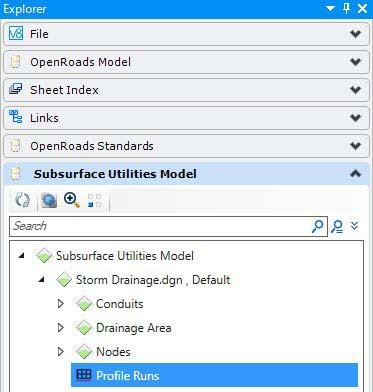 Explorer
V8 File
OpenRoads Model
Sheet Index
Links
OpenRoads Standards
Subsurface Utilities Model
Search
Subsurface Utilities Model
Storm Drainage.dgn , Default
Conduits
Drainage Area
Nodes
Profile Runs